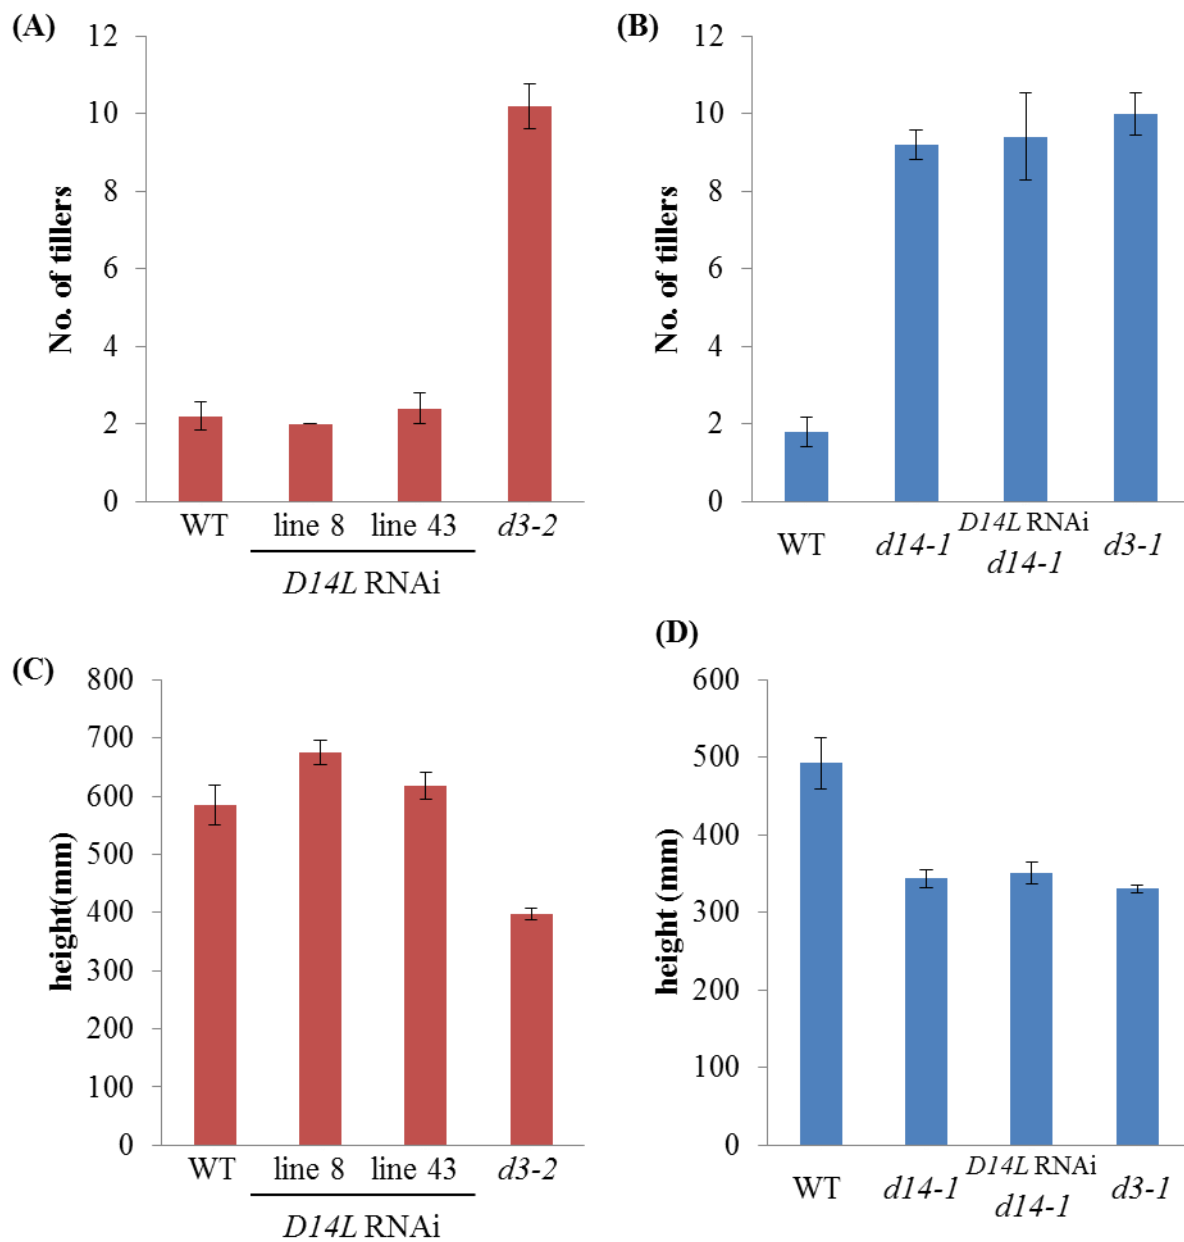 (A)
No. of tillers
12
10
8
6
4
2
0
WT
line 8
line 43
d3-2
D14L RNAi
(B)
No. of tillers
12
10
8
6
4
2
0
WT
d14-1
D14L RNAi
d14-1
d3-1
(C)
height(mm)
800
700
600
500
400
300
200
100
0
WT
line 8
line 43
d3-2
D14L RNAi
(D)
height (mm)
600
500
400
300
200
100
0
WT
d14-1
D14L RNAi
d14-1
d3-1